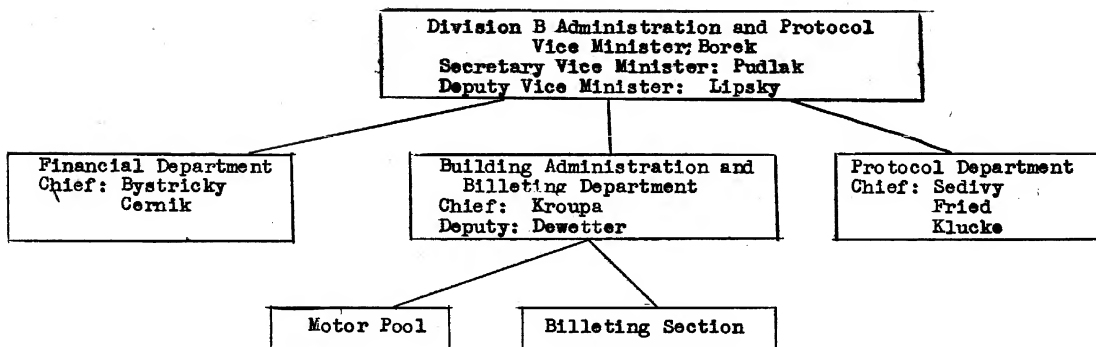 Division B Administration and Protocol
Vice Minister: Borek
Secretary Vice Minister: Pudlak
Deputy Vice Minister: Lipsky
Financial Department
Chief: Bystricky
Cernik
Building Administration and
Billeting Department
Chief: Kroupa
Deputy: Dewetter
Protocol Department
Chief: Sedivy
Fried
Klucke
Motor Pool
Billeting Section